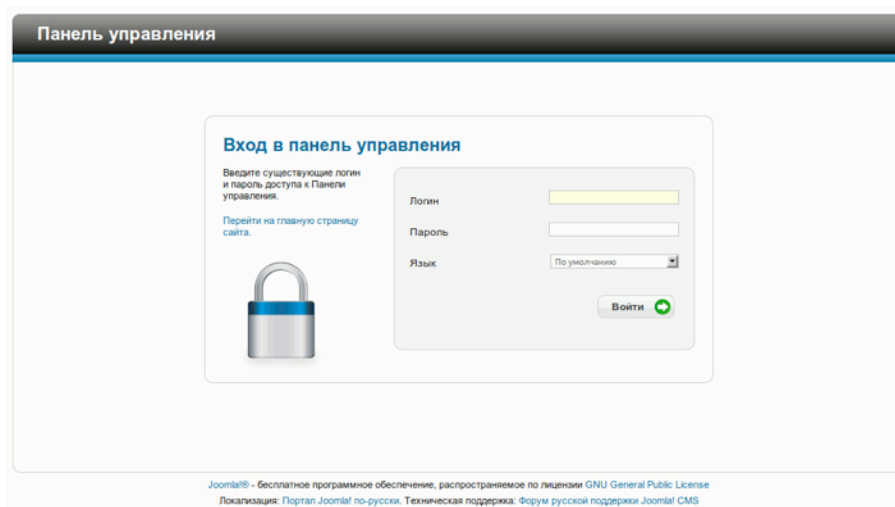 Панель управления
Вход в панель управления
Введите существующие логин
и пароль доступа к Панели
управления.
Перейти на главную страницу
сайта.
Логин
Пароль
Язык
По умолчанию
Войти
Joomla!® - бесплатное программное обеспечение, распространяемое по лицензии GNU General Public License
Локализация: Портал Joomla! по-русски. Техническая поддержка: Форум русской поддержки Joomla! CMS